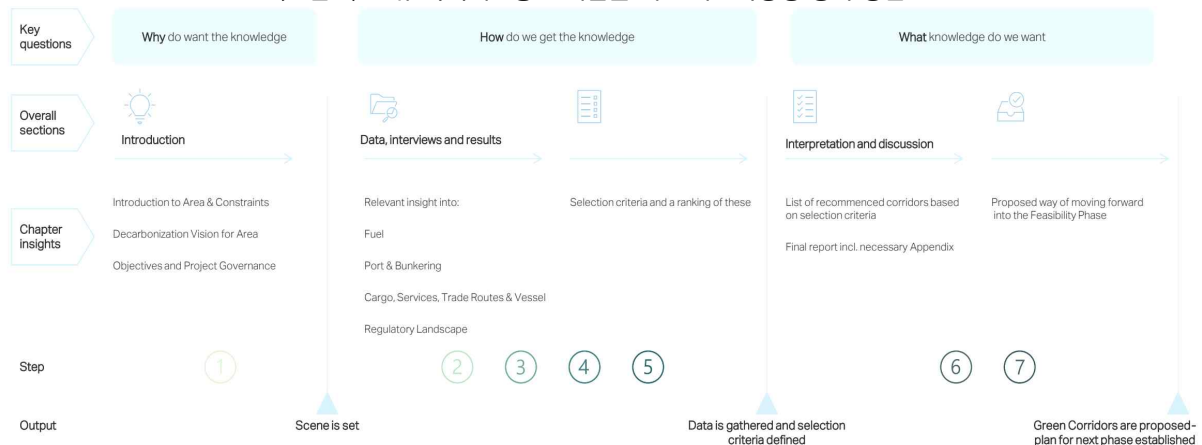 Key
questions
Why do want the knowledge
How do we get the knowledge
What knowledge do we want
Overall
sections
Introduction
Data, interviews and results
Interpretation and discussion
Chapter
insights
Introduction to Area & Constraints
Decarbonization Vision for Area
Objectives and Project Governance
Relevant insight into:
Fuel
Port & Bunkering
Cargo, Services, Trade Routes & Vessel
Regulatory Landscape
Selection criteria and a ranking of these
List of recommenced corridors based
on selection criteria
Final report incl. necessary Appendix
Proposed way of moving forward
into the Feasibility Phase
Step
1
2
3
4
5
6
7
Output
Scene is set
Data is gathered and selection
criteria defined
Green Corridors are proposed-
plan for next phase established